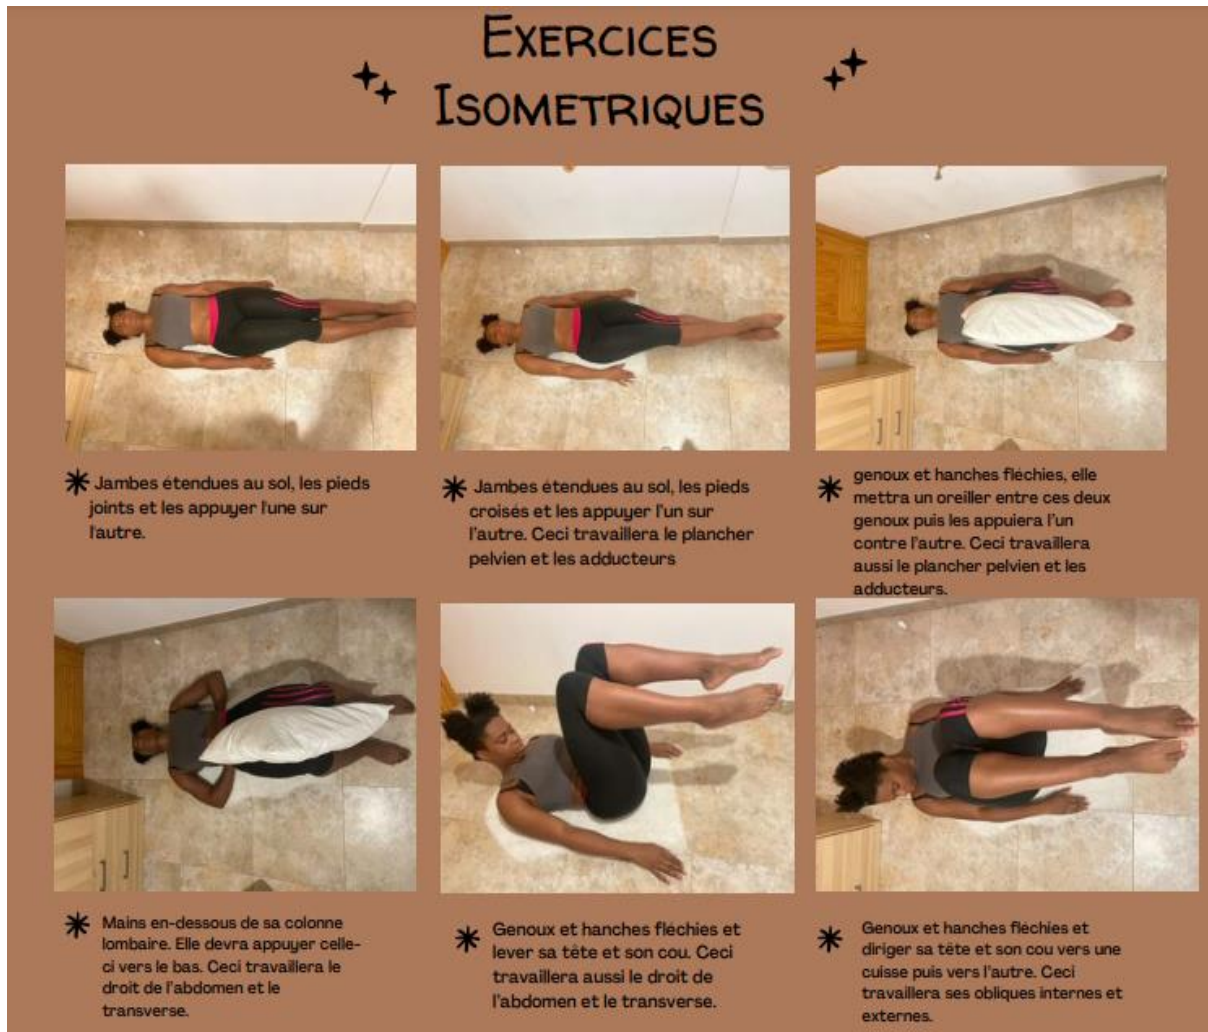 EXERCICES
ISOMETRIQUES
Jambes étendues au sol, les pieds
joints et les appuyer l'une sur
l'autre.
Jambes étendues au sol, les pieds
croisés et les appuyer l'un sur
l'autre. Ceci travaillera le plancher
pelvien et les adducteurs
genoux et hanches fléchies, elle
mettra un oreiller entre ces deux
genoux puis les appuiera l'un
contre l'autre. Ceci travaillera
aussi le plancher pelvien et les
adducteurs.
Mains en-dessous de sa colonne
lombaire. Elle devra appuyer celle-
ci vers le bas. Ceci travaillera le
droit de l'abdomen et le
transverse.
Genoux et hanches fléchies et
lever sa tête et son cou. Ceci
travaillera aussi le droit de
l'abdomen et le transverse.
Genoux et hanches fléchies et
diriger sa tête et son cou vers une
cuisse puis vers l'autre. Ceci
travaillera ses obliques internes et
externes.